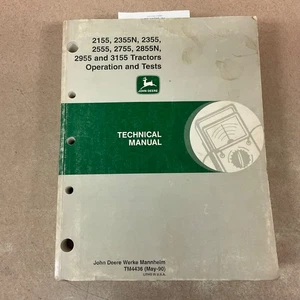 2155, 2355N, 2355,
2555, 2755, 2855N,
2955 and 3155 Tractors
Operation and Tests
JOHN DEERE
TECHNICAL
MANUAL
John Deere Werke Mannheim
TM4436 (May-90)